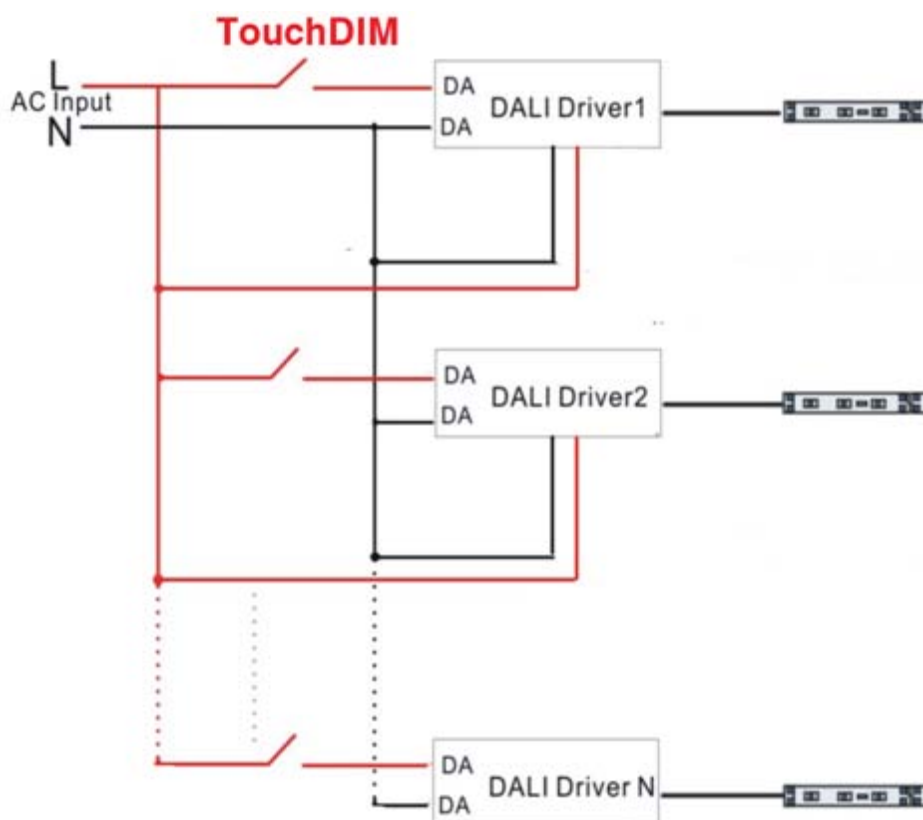 TouchDIM
L
AC Input
N
DA
DA
DALI Driver1
DA
DA
DALI Driver2
DA
DA
DALI Driver N